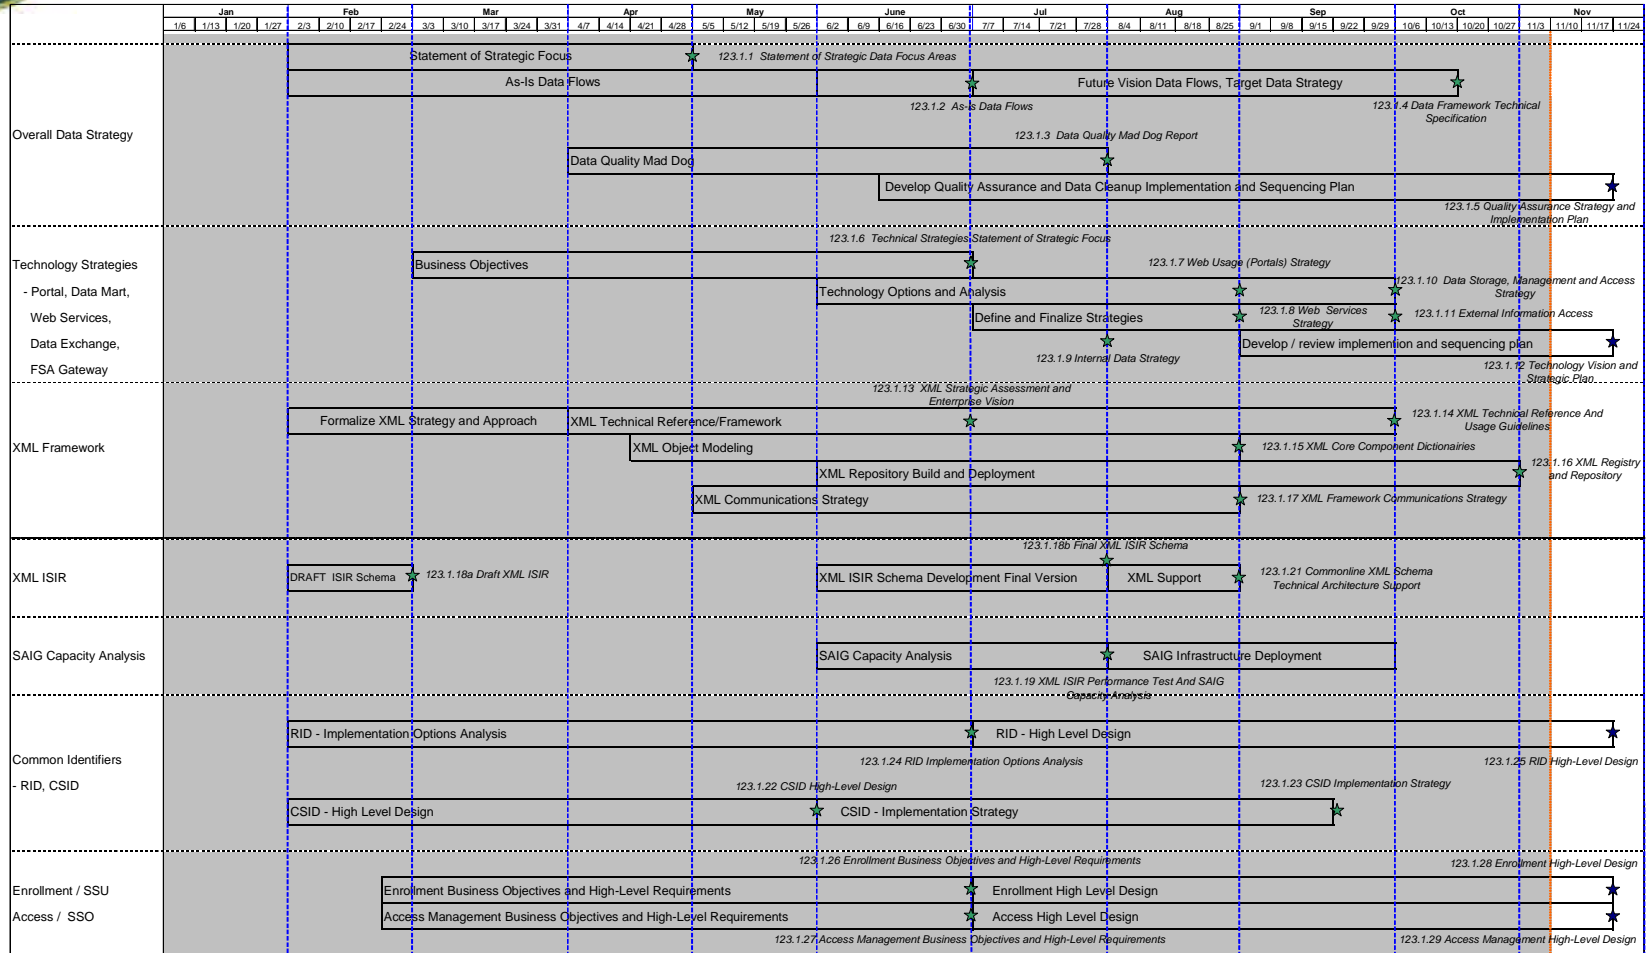 Jan Feb Mar Apr May June Jul Aug Sep Oct Nov
1/6 1/13 1/20 1/27 2/3 2/10 2/17 2/24 3/3 3/10 3/17 3/24 3/31 4/7 4/14 4/21 4/28 5/5 5/12 5/19 5/26 6/2 6/9 6/16 6/23 6/30 7/7 7/14 7/21 7/28 8/4 8/11 8/18 8/25 9/1 9/8 9/15 9/22 9/29 10/6 10/13 10/20 10/27 11/3 11/10 11/17 11/24
Statement of Strategic Focus
123.1.1 Statement of Strategic Data Focus Areas
As-Is Data Flows
Future Vision Data Flows, Target Data Strategy
123.1.2 As-Is Data Flows
123.1.4 Data Framework Technical
Specification
Overall Data Strategy
123.1.3 Data Quality Mad Dog Report
Data Quality Mad Dog
Develop Quality Assurance and Data Cleanup Implementation and Sequencing Plan
123.1.5 Quality Assurance Strategy and
Implementation Plan
123.1.6 Technical Strategies Statement of Strategic Focus
Technology Strategies
Business Objectives
123.1.7 Web Usage (Portals) Strategy
- Portal, Data Mart,
Technology Options and Analysis
123.1.10 Data Storage, Management and Access
Strategy
Web Services,
Define and Finalize Strategies
123.1.8 Web Services
Strategy
123.1.11 External Information Access
Data Exchange,
Develop / review implemention and sequencing plan
123.1.9 Internal Data Strategy
FSA Gateway
123.1.12 Technology Vision and
Strategic Plan
123.1.13 XML Strategic Assessment and
Enterprise Vision
Formalize XML Strategy and Approach
XML Technical Reference/Framework
123.1.14 XML Technical Reference And
Usage Guidelines
XML Framework
XML Object Modeling
123.1.15 XML Core Component Dictionairies
XML Repository Build and Deployment
123.1.16 XML Registry
and Repository
XML Communications Strategy
123.1.17 XML Framework Communications Strategy
123.1.18b Final XML ISIR Schema
XML ISIR
DRAFT ISIR Schema
123.1.18a Draft XML ISIR
XML ISIR Schema Development Final Version
XML Support
123.1.21 Commonline XML Schema
Technical Architecture Support
SAIG Capacity Analysis
SAIG Capacity Analysis
SAIG Infrastructure Deployment
123.1.19 XML ISIR Performance Test And SAIG
Capacity Analysis
RID - Implementation Options Analysis
RID - High Level Design
Common Identifiers
123.1.24 RID Implementation Options Analysis
123.1.25 RID High-Level Design
- RID, CSID
123.1.22 CSID High-Level Design
123.1.23 CSID Implementation Strategy
CSID - High Level Design
CSID - Implementation Strategy
123.1.26 Enrollment Business Objectives and High-Level Requirements
123.1.28 Enrollment High-Level Design
Enrollment / SSU
Enrollment Business Objectives and High-Level Requirements
Enrollment High Level Design
Access / SSO
Access Management Business Objectives and High-Level Requirements
Access High Level Design
123.1.27 Access Management Business Objectives and High-Level Requirements
123.1.29 Access Management High-Level Design